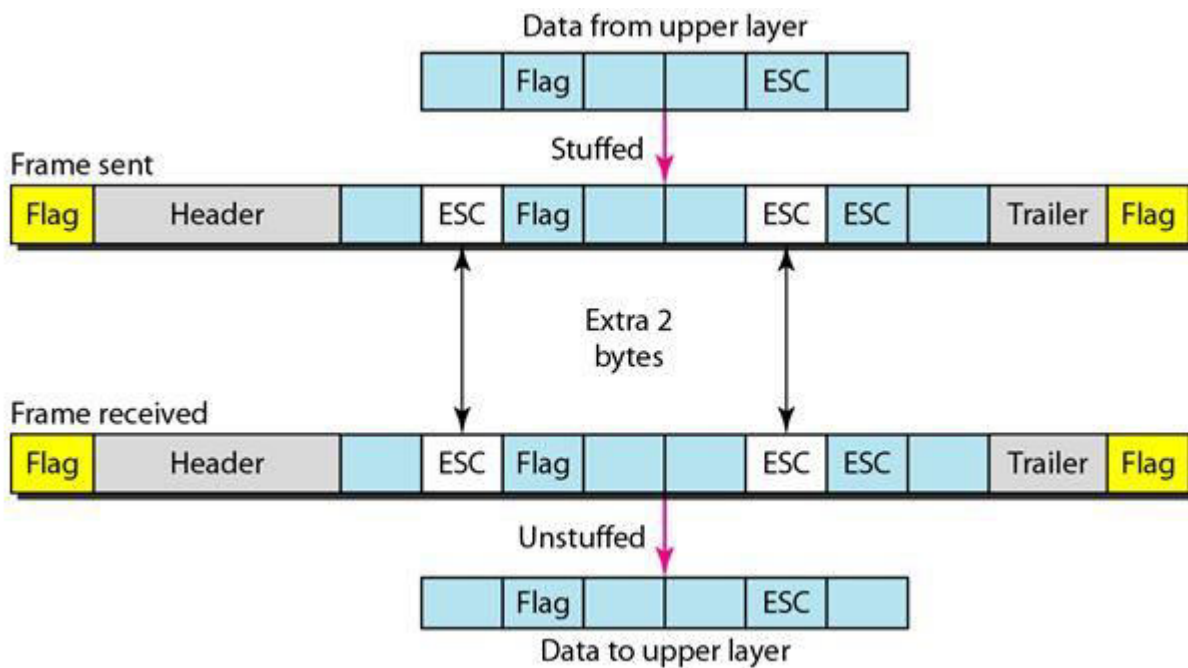 Data from upper layer
Flag ESC
Stuffed
Frame sent
Flag Header ESC Flag ESC ESC Trailer Flag
Extra 2
bytes
Frame received
Flag Header ESC Flag ESC ESC Trailer Flag
Unstuffed
Flag ESC
Data to upper layer